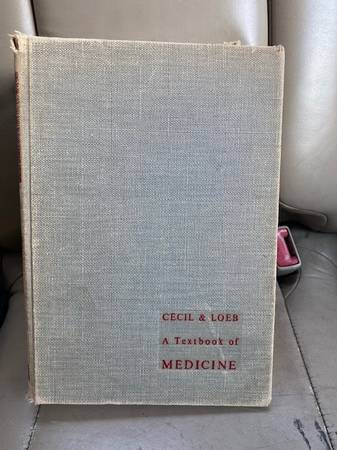 CECIL & LOEB
A Textbook of
MEDICINE